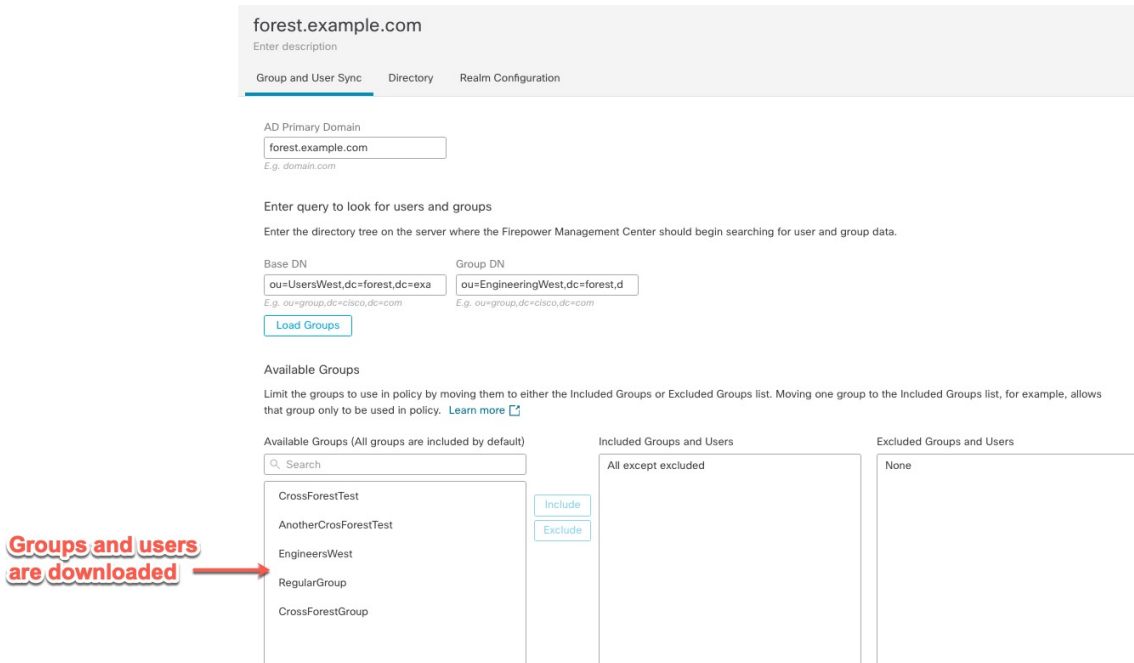 forest.example.com
Enter description
Group and User Sync Directory Realm Configuration
AD Primary Domain
forest.example.com
E.g. domain.com
Enter query to look for users and groups
Enter the directory tree on the server where the Firepower Management Center should begin searching for user and group data.
Base DN Group DN
ou=UsersWest,dc=forest,dc=exa ou=EngineeringWest,dc=forest,d
E.g. ou=group,dc=cisco,dc=com E.g. ou=group,dc=cisco,dc=com
Load Groups
Available Groups
Limit the groups to use in policy by moving them to either the Included Groups or Excluded Groups list. Moving one group to the Included Groups list, for example, allows
that group only to be used in policy. Learn more
Available Groups (All groups are included by default) Included Groups and Users Excluded Groups and Users
Search All except excluded None
CrossForestTest
Include
AnotherCrosForestTest
Exclude
EngineersWest
RegularGroup
CrossForestGroup
Groups and users
are downloaded